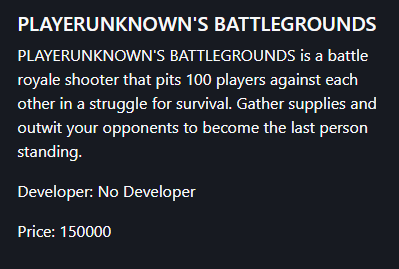 PLAYERUNKNOWN'S BATTLEGROUNDS
PLAYERUNKNOWN'S BATTLEGROUNDS is a battle
royale shooter that pits 100 players against each
other in a struggle for survival. Gather supplies and
outwit your opponents to become the last person
standing.
Developer: No Developer
Price: 150000